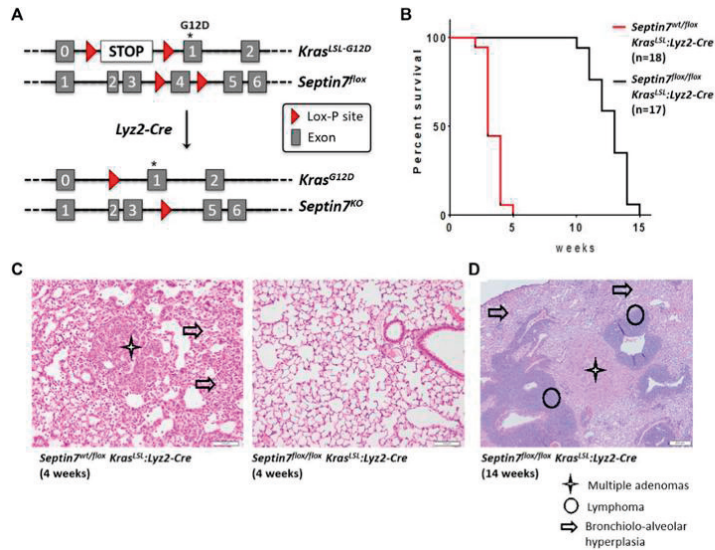 A
G12D
*
0 STOP 1 2 Kras^LSL-G12D
1 2 3 4 5 6 Septin7^flox
Lyz2-Cre
Lox-P site
Exon
*
0 1 2 Kras^G12D
1 2 3 5 6 Septin7^KO
B
Percent survival
100
50
0
0 5 10 15
weeks
Septin7^wt/flox
Kras^LSL:Lyz2-Cre
(n=18)
Septin7^flox/flox
Kras^LSL:Lyz2-Cre
(n=17)
C
Septin7^wt/flox Kras^LSL:Lyz2-Cre
(4 weeks)
Septin7^flox/flox Kras^LSL:Lyz2-Cre
(4 weeks)
D
Septin7^flox/flox Kras^LSL:Lyz2-Cre
(14 weeks)
Multiple adenomas
Lymphoma
Bronchiolo-alveolar
hyperplasia